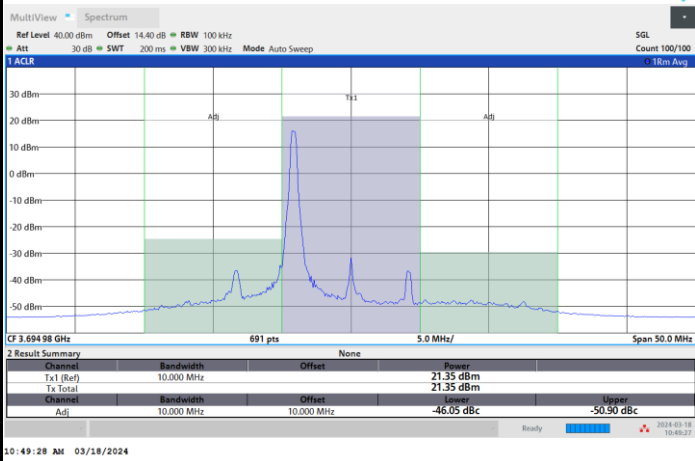 MultiView Spectrum
Ref Level 40.00 dBm Offset 14.40 dB RBW 100 kHz SGL
Att 30 dB SWT 200 ms VBW 300 kHz Mode Auto Sweep Count 100/100
1 ACLR 1Rm Avg
30 dBm
Tx1
20 dBm Adj Adj
10 dBm
0 dBm
-10 dBm
-20 dBm
-30 dBm
-40 dBm
-50 dBm
CF 3.69498 GHz 691 pts 5.0 MHz/ Span 50.0 MHz
2 Result Summary None
Channel Bandwidth Offset Power
Tx1 (Ref) 10.000 MHz 21.35 dBm
Tx Total 21.35 dBm
Channel Bandwidth Offset Lower Upper
Adj 10.000 MHz 10.000 MHz -46.05 dBc -50.90 dBc
Ready 2024-03-18
10:49:27
10:49:28 AM 03/18/2024